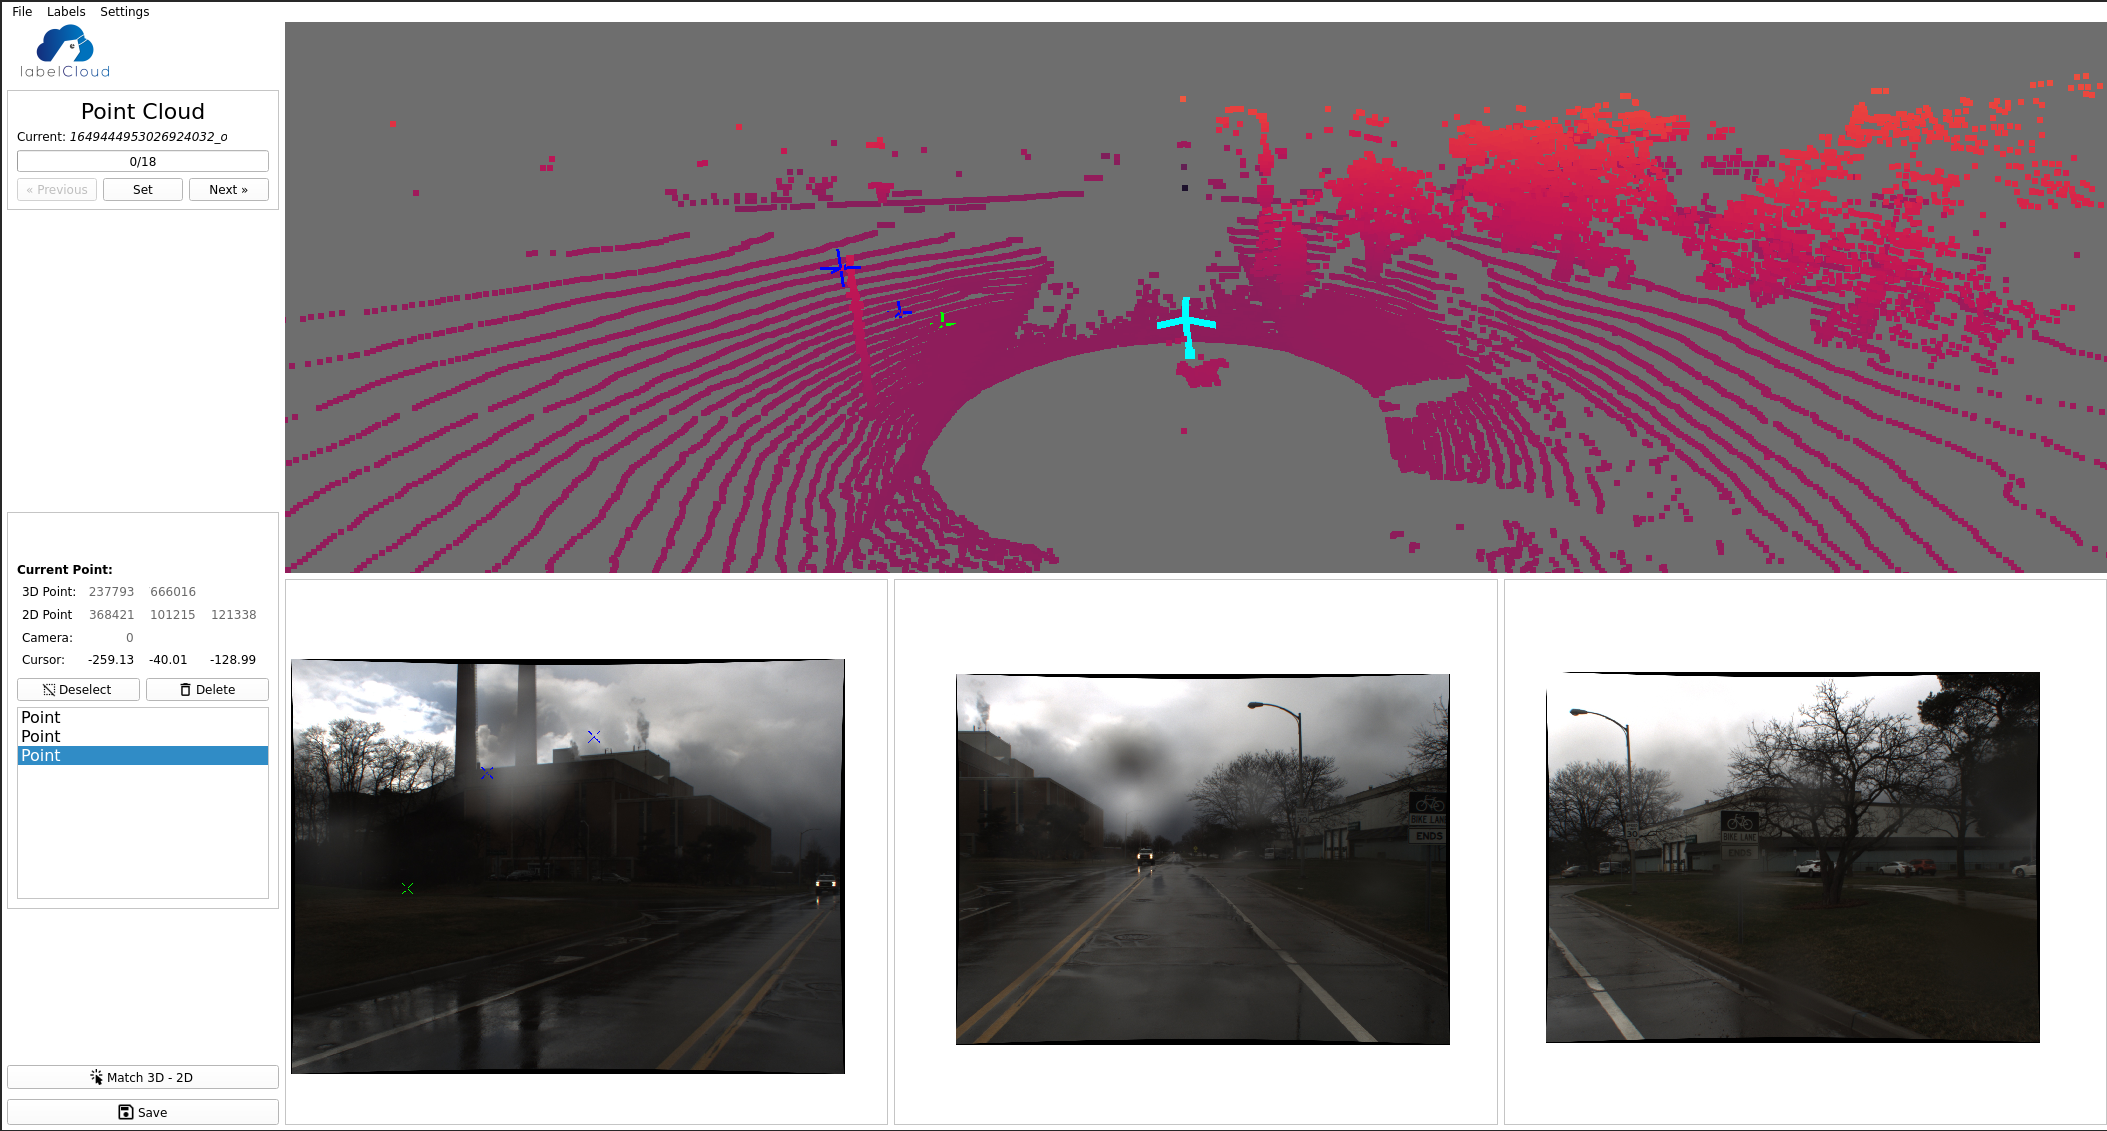 File Labels Settings
labelCloud
Point Cloud
Current: 1649444953026924032_o
0/18
« Previous Set Next »
Current Point:
3D Point: 237793 666016
2D Point 368421 101215 121338
Camera: 0
Cursor: -259.13 -40.01 -128.99
Deselect Delete
Point
Point
Point
Match 3D - 2D
Save
BIKE LANE
ENDS
30
BIKE LANE
ENDS